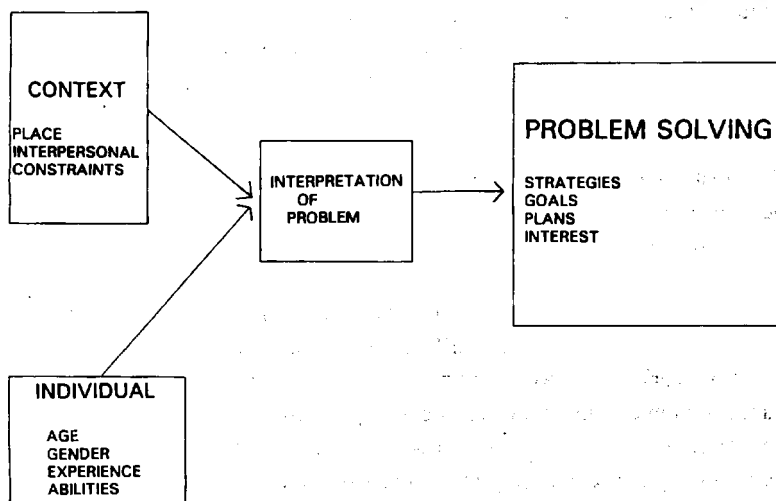 CONTEXT
PLACE
INTERPERSONAL
CONSTRAINTS
INTERPRETATION
OF
PROBLEM
PROBLEM SOLVING
STRATEGIES
GOALS
PLANS
INTEREST
INDIVIDUAL
AGE
GENDER
EXPERIENCE
ABILITIES